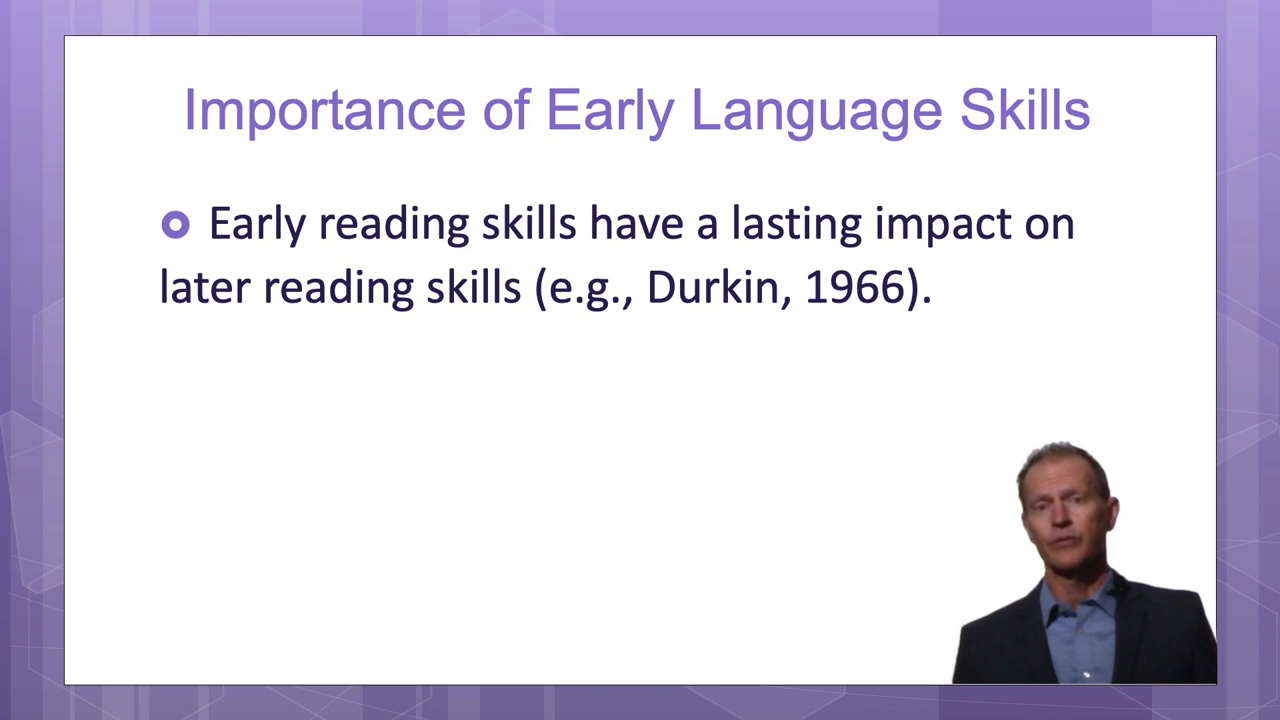 Importance of Early Language Skills
Early reading skills have a lasting impact on
later reading skills (e.g., Durkin, 1966).